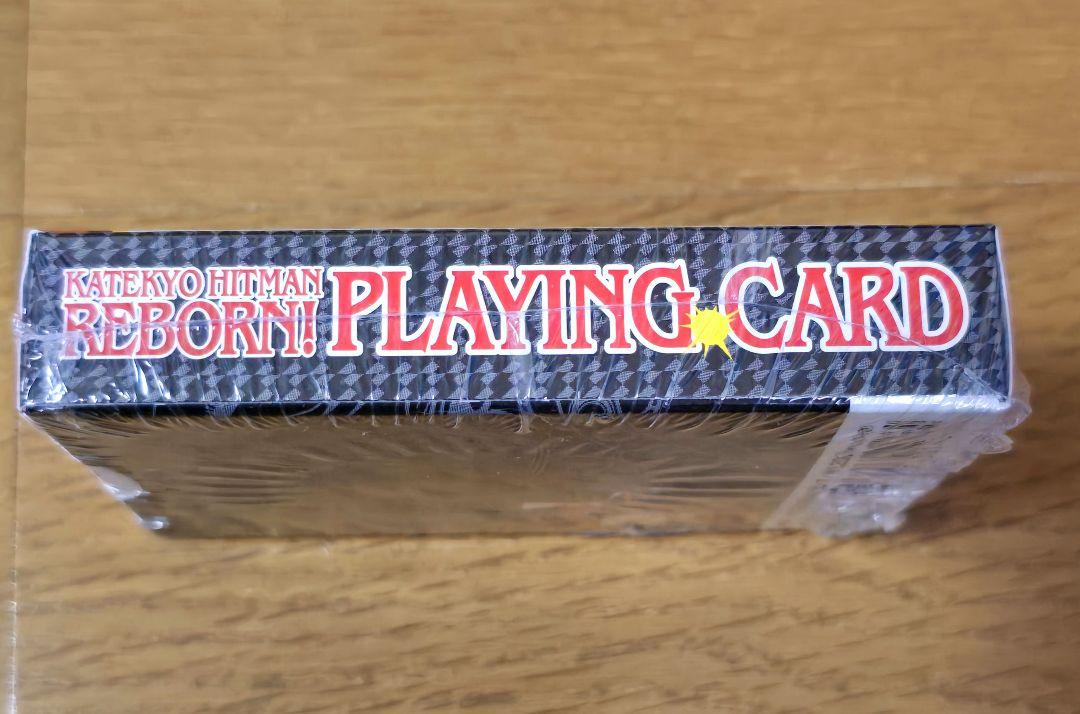 KATEKYO HITMAN
REBORN! PLAYING CARD